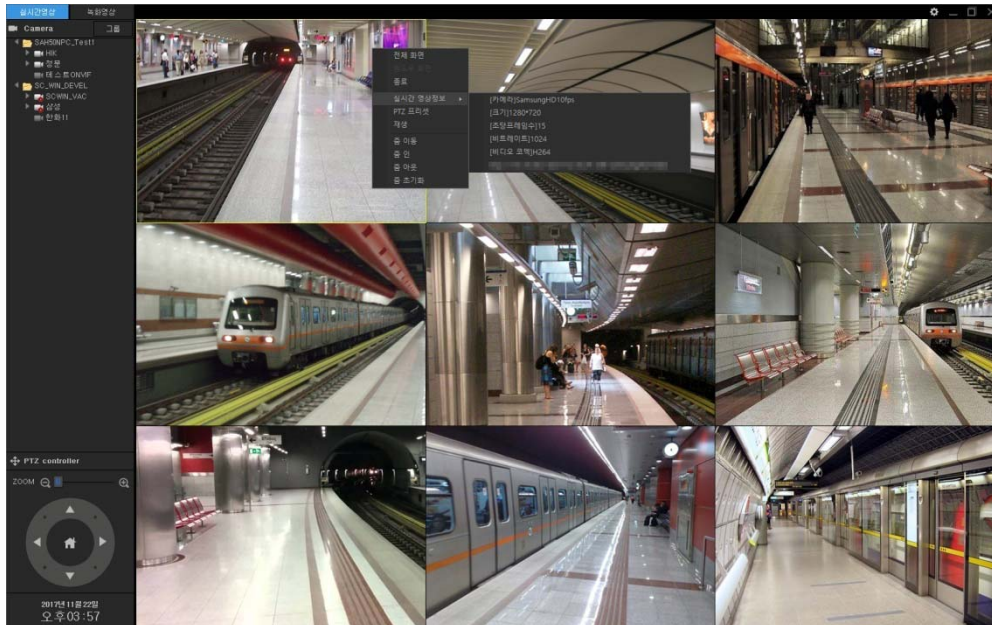 실시간영상
녹화영상
Camera
그룹
SAH50NPC_Test1
HIK
정문
테스트ONVIF
SC_WIN_DEVEL
SCWIN_VAC
삼성
한화11
전체 화면
종료
실시간 영상정보
PTZ 프리셋
재생
줌 이동
줌 인
줌 아웃
줌 초기화
[카메라]SamsungHD10fps
[크기]1280*720
[초당프레임수]15
[비트레이트]1024
[비디오 코덱]H264
PTZ controller
ZOOM
2017년 11월 22일
오후 03:57